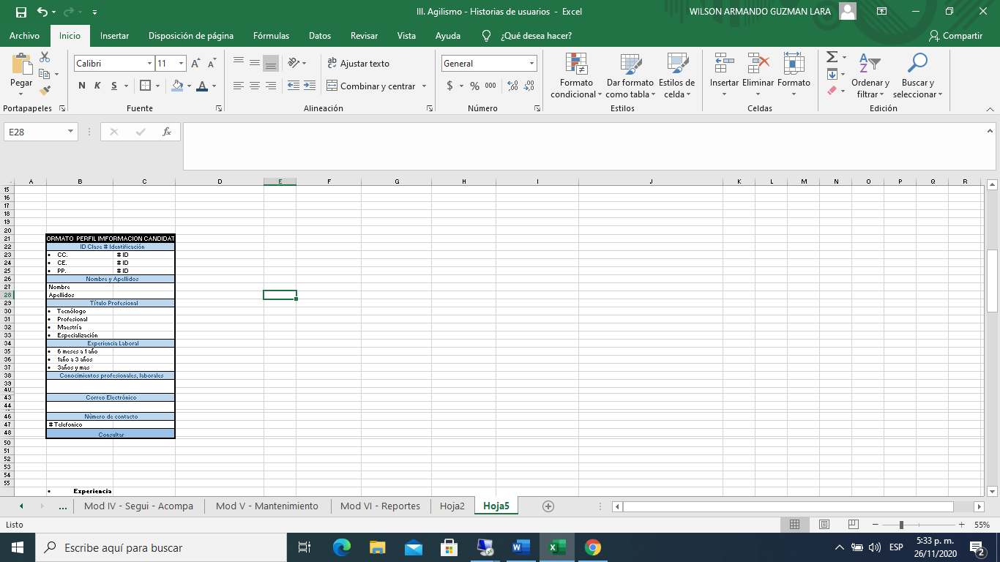 III. Agilismo - Historias de usuarios - Excel
WILSON ARMANDO GUZMAN LARA
Archivo Inicio Insertar Disposición de página Fórmulas Datos Revisar Vista Ayuda ¿Qué desea hacer? Compartir
Pegar
Calibri 11
N K S
Ajustar texto
Combinar y centrar
General
$ % 000
Formato condicional
Dar formato como tabla
Estilos de celda
Insertar Eliminar Formato
Ordenar y filtrar
Buscar y seleccionar
Portapapeles Fuente Alineación Número Estilos Celdas Edición
E28 fx
A B C D E F G H I J K L M N O P Q R
15
16
17
18
19
20
21 ORMATO PERFIL IMFORMACION CANDIDAT
22 ID Clase # Identificación
23 • CC. # ID
24 • CE. # ID
25 • PP. # ID
26 Nombre y Apellidos
27 Nombre
28 Apellidos
29 Título Profesional
30 • Tecnólogo
31 • Profesional
32 • Maestría
33 • Especialización
34 Experiencia Laboral
35 • 6 meses a 1 año
36 • 1año a 3 años
37 • 3años y mas
38 Conocimientos profesionales, laborales
39
40
43 Correo Electrónico
44
46 Número de contacto
47 # Telefonico
48 Consultar
50
51
52
53
54
55
• Experiencia
... Mod IV - Segui - Acompa Mod V - Mantenimiento Mod VI - Reportes Hoja2 Hoja5
Listo 55%
Escribe aquí para buscar
ESP
5:33 p. m.
26/11/2020
2